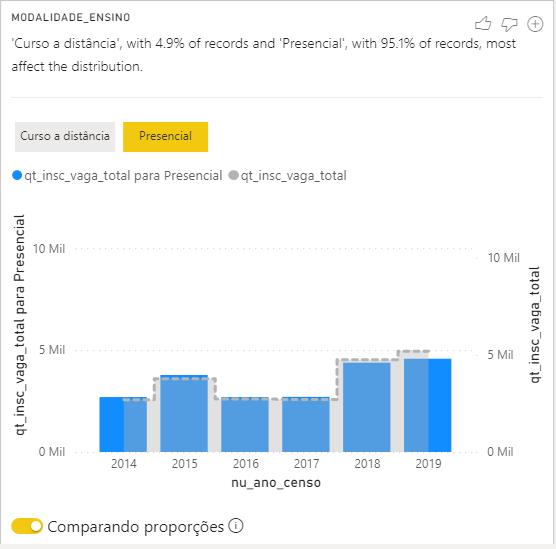 MODALIDADE_ENSINO
'Curso a distância', with 4.9% of records and 'Presencial', with 95.1% of records, most
affect the distribution.
Curso a distância Presencial
qt_insc_vaga_total para Presencial qt_insc_vaga_total
qt_insc_vaga_total para Presencial
10 Mil
5 Mil
0 Mil
10 Mil
5 Mil
0 Mil
qt_insc_vaga_total
2014 2015 2016 2017 2018 2019
nu_ano_censo
Comparando proporções